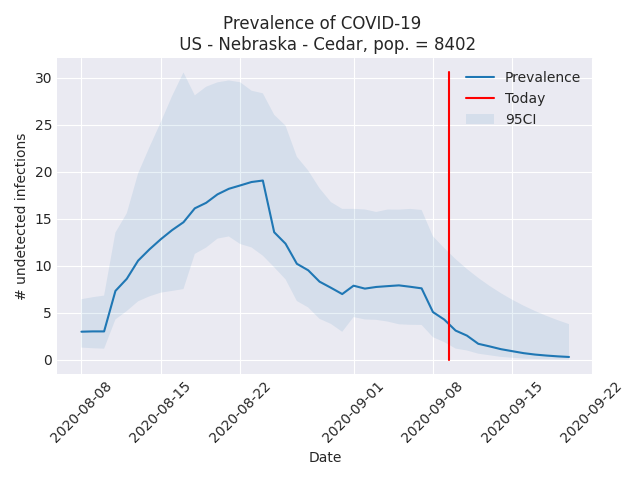 Prevalence of COVID-19
US - Nebraska - Cedar, pop. = 8402
Prevalence
Today
95CI
30
25
20
15
10
5
0
# undetected infections
2020-08-08
2020-08-15
2020-08-22
2020-09-01
2020-09-08
2020-09-15
2020-09-22
Date